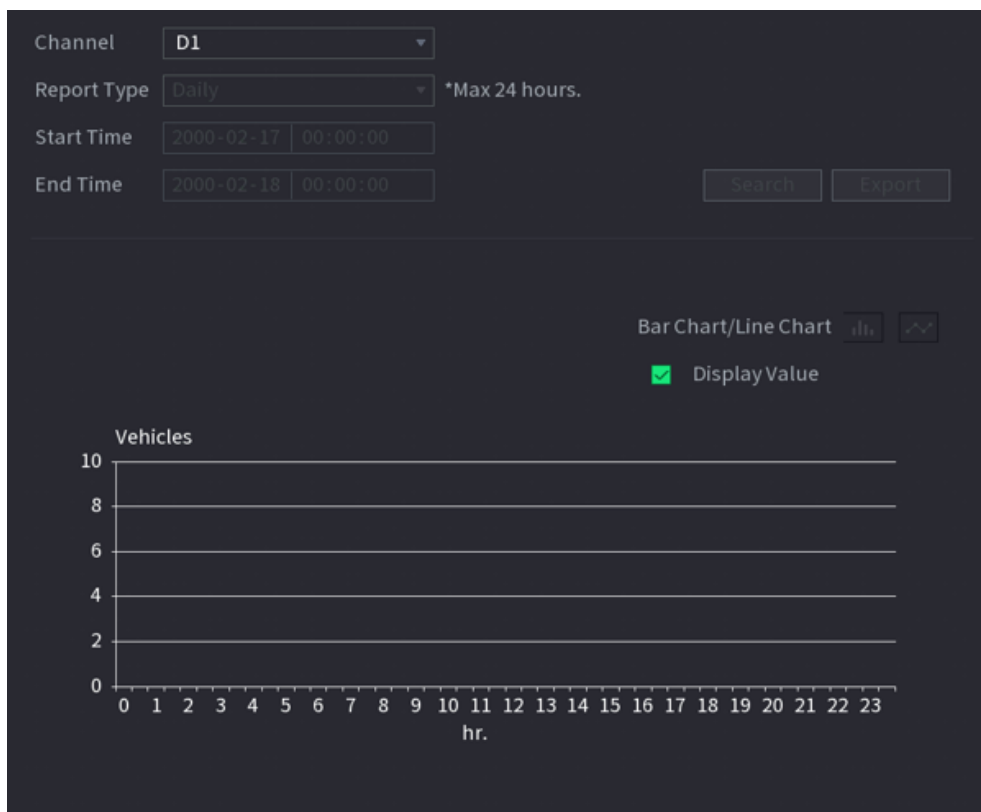 Channel D1
Report Type Daily *Max 24 hours.
Start Time 2000-02-17 00:00:00
End Time 2000-02-18 00:00:00 Search Export
Bar Chart/Line Chart
Display Value
Vehicles
10
8
6
4
2
0
0 1 2 3 4 5 6 7 8 9 10 11 12 13 14 15 16 17 18 19 20 21 22 23
hr.